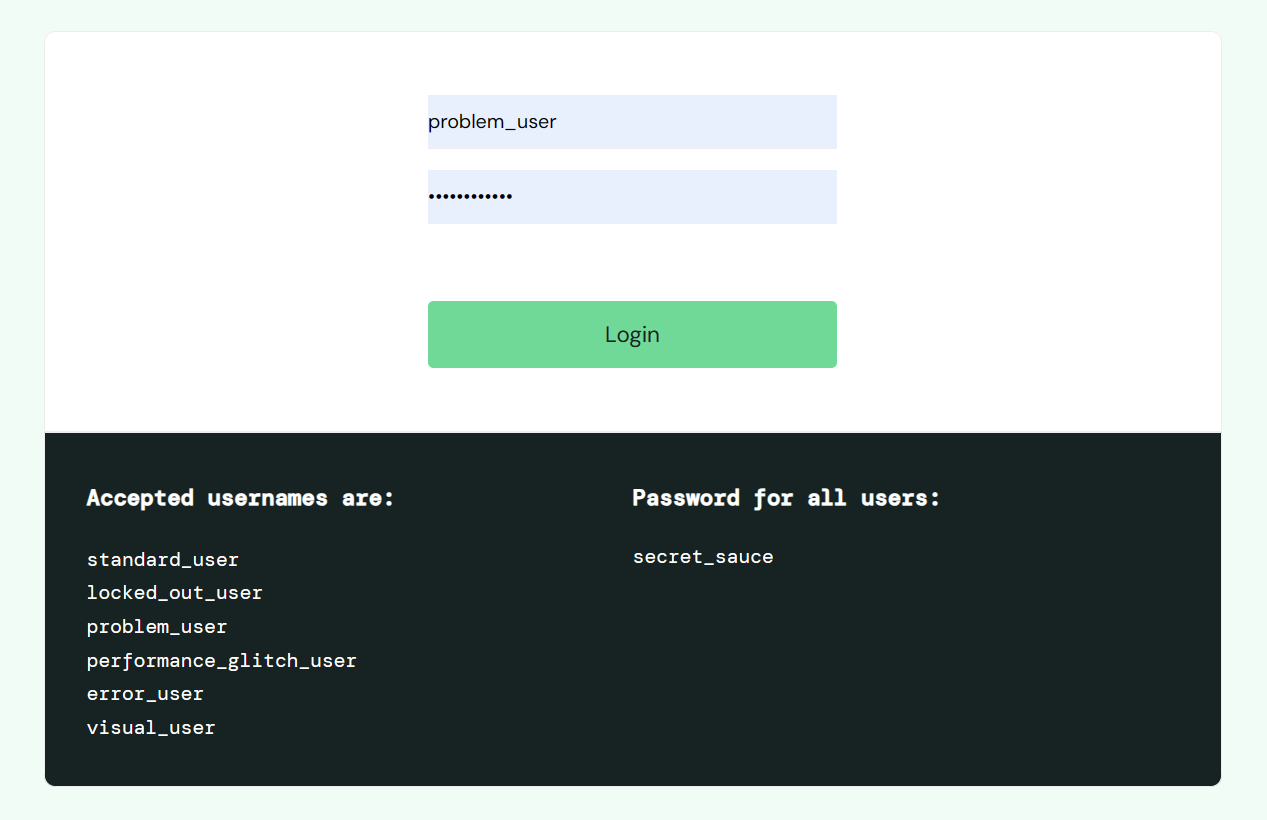 problem_user
••••••••••••
Login
Accepted usernames are:
standard_user
locked_out_user
problem_user
performance_glitch_user
error_user
visual_user
Password for all users:
secret_sauce